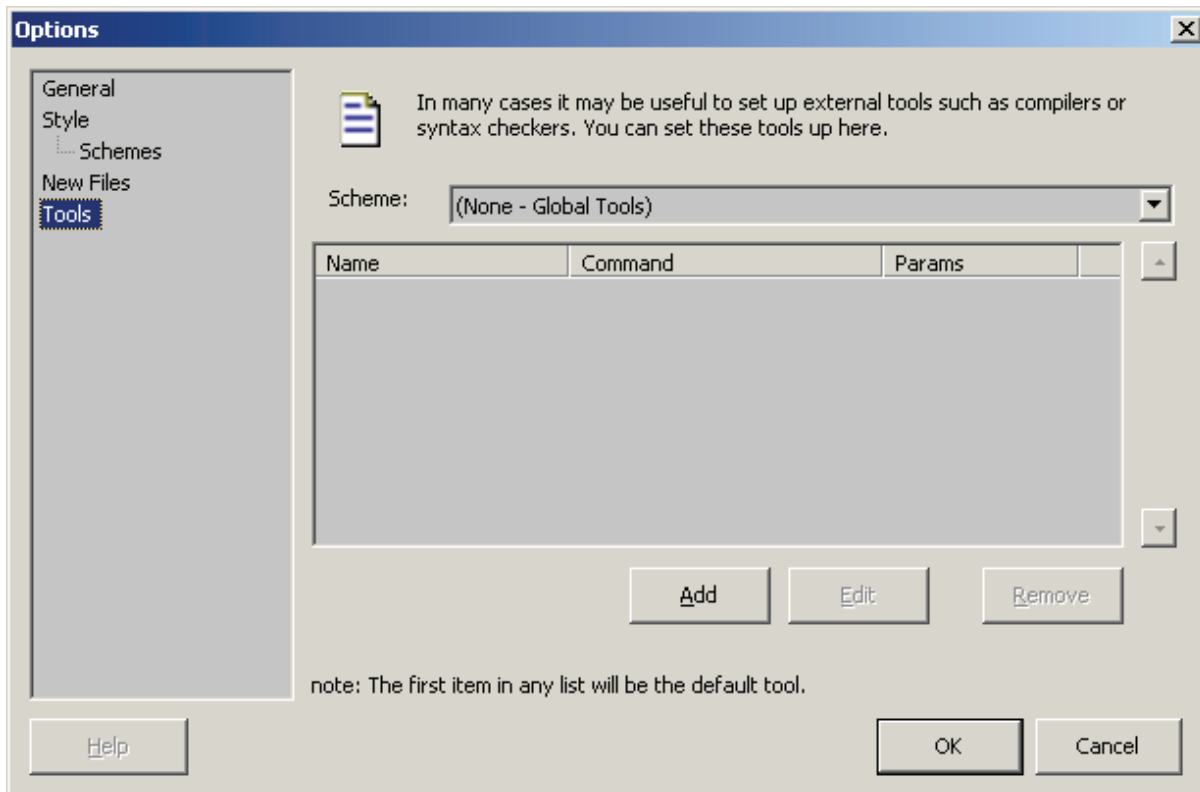 Options
General
Style
Schemes
New Files
Tools
In many cases it may be useful to set up external tools such as compilers or
syntax checkers. You can set these tools up here.
Scheme: (None - Global Tools)
Name Command Params
Add Edit Remove
note: The first item in any list will be the default tool.
Help OK Cancel